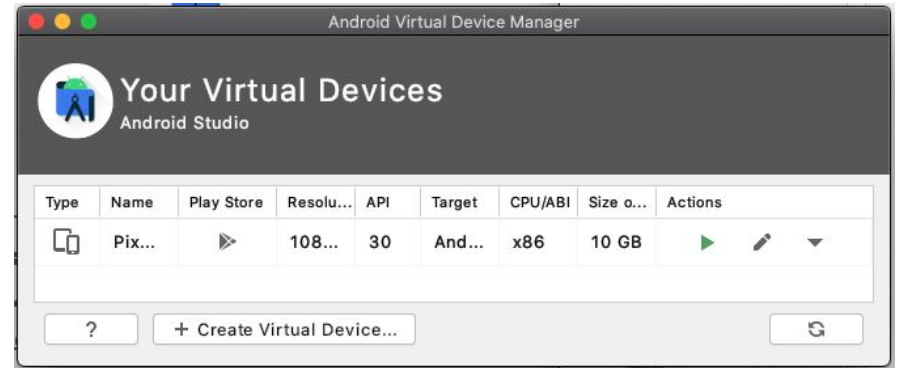 Android Virtual Device Manager
Your Virtual Devices
Android Studio
Type Name Play Store Resolu... API Target CPU/ABI Size o... Actions
Pix... 108... 30 And... x86 10 GB
? + Create Virtual Device...